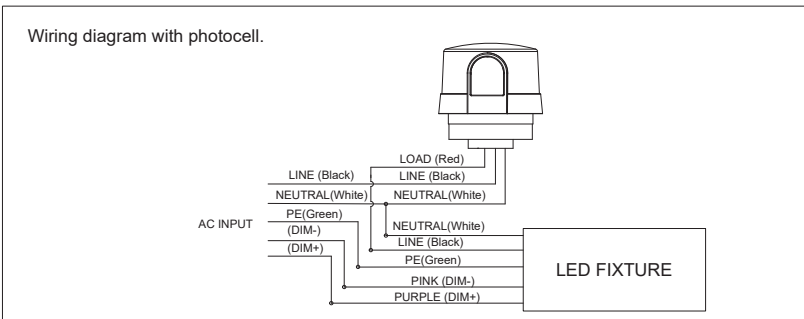 Wiring diagram with photocell.
LOAD (Red)
LINE (Black) LINE (Black)
NEUTRAL(White) NEUTRAL(White)
PE(Green)
AC INPUT
(DIM-)
(DIM+)
NEUTRAL(White)
LINE (Black)
PE(Green)
PINK (DIM-)
PURPLE (DIM+)
LED FIXTURE